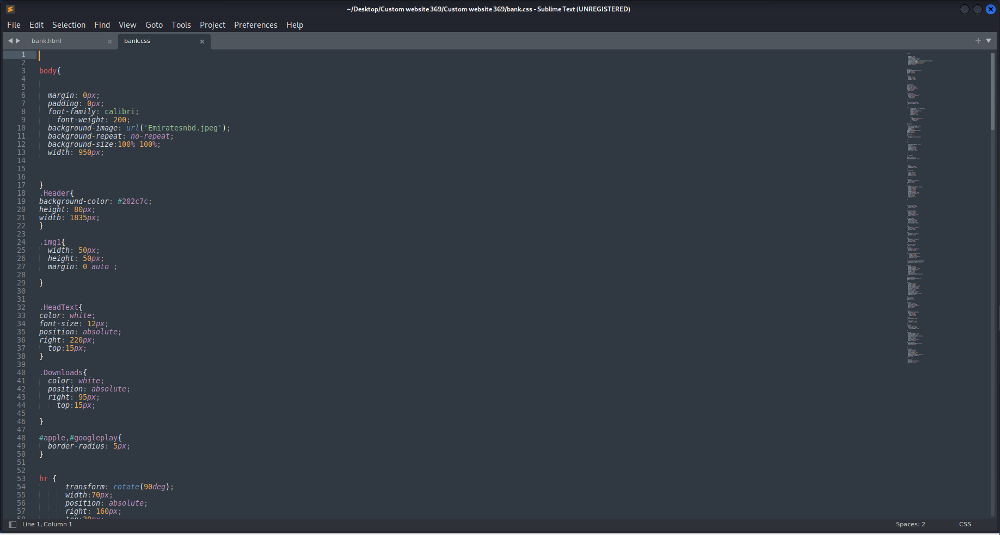 ~/Desktop/Custom website 369/Custom website 369/bank.css - Sublime Text (UNREGISTERED)
File Edit Selection Find View Goto Tools Project Preferences Help
bank.html × bank.css ×
1
2
3 body{
4
5
6 margin: 0px;
7 padding: 0px;
8 font-family: calibri;
9 font-weight: 200;
10 background-image: url('Emiratesnbd.jpeg');
11 background-repeat: no-repeat;
12 background-size:100% 100%;
13 width: 950px;
14
15
16
17 }
18 .Header{
19 background-color: #202c7c;
20 height: 80px;
21 width: 1835px;
22 }
23
24 .img1{
25 width: 50px;
26 height: 50px;
27 margin: 0 auto ;
28
29 }
30
31
32 .HeadText{
33 color: white;
34 font-size: 12px;
35 position: absolute;
36 right: 220px;
37 top:15px;
38 }
39
40 .Downloads{
41 color: white;
42 position: absolute;
43 right: 95px;
44 top:15px;
45
46 }
47
48 #apple,#googleplay{
49 border-radius: 5px;
50 }
51
52
53 hr {
54 transform: rotate(90deg);
55 width:70px;
56 position: absolute;
57 right: 160px;
Line 1, Column 1 Spaces: 2 CSS